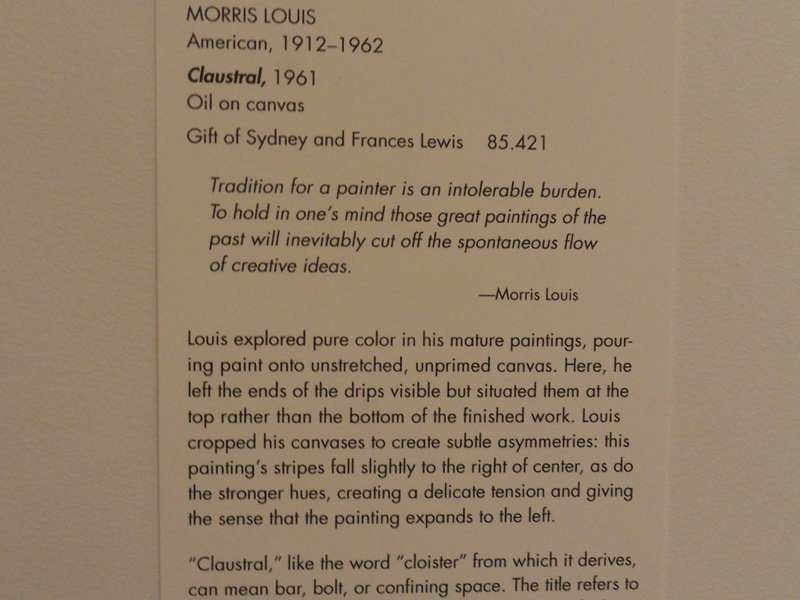 MORRIS LOUIS
American, 1912–1962
Claustral, 1961
Oil on canvas
Gift of Sydney and Frances Lewis 85.421
Tradition for a painter is an intolerable burden.
To hold in one's mind those great paintings of the
past will inevitably cut off the spontaneous flow
of creative ideas.
—Morris Louis
Louis explored pure color in his mature paintings, pour-
ing paint onto unstretched, unprimed canvas. Here, he
left the ends of the drips visible but situated them at the
top rather than the bottom of the finished work. Louis
cropped his canvases to create subtle asymmetries: this
painting's stripes fall slightly to the right of center, as do
the stronger hues, creating a delicate tension and giving
the sense that the painting expands to the left.
"Claustral," like the word "cloister" from which it derives,
can mean bar, bolt, or confining space. The title refers to